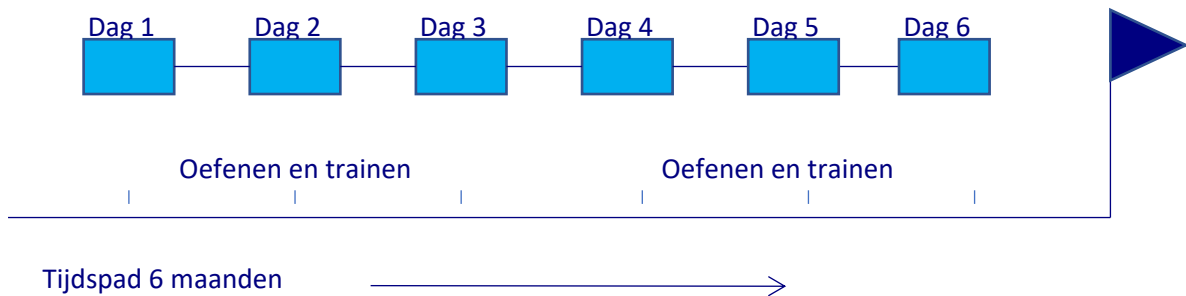 Dag 1 Dag 2 Dag 3 Dag 4 Dag 5 Dag 6
Oefenen en trainen Oefenen en trainen
Tijdspad 6 maanden